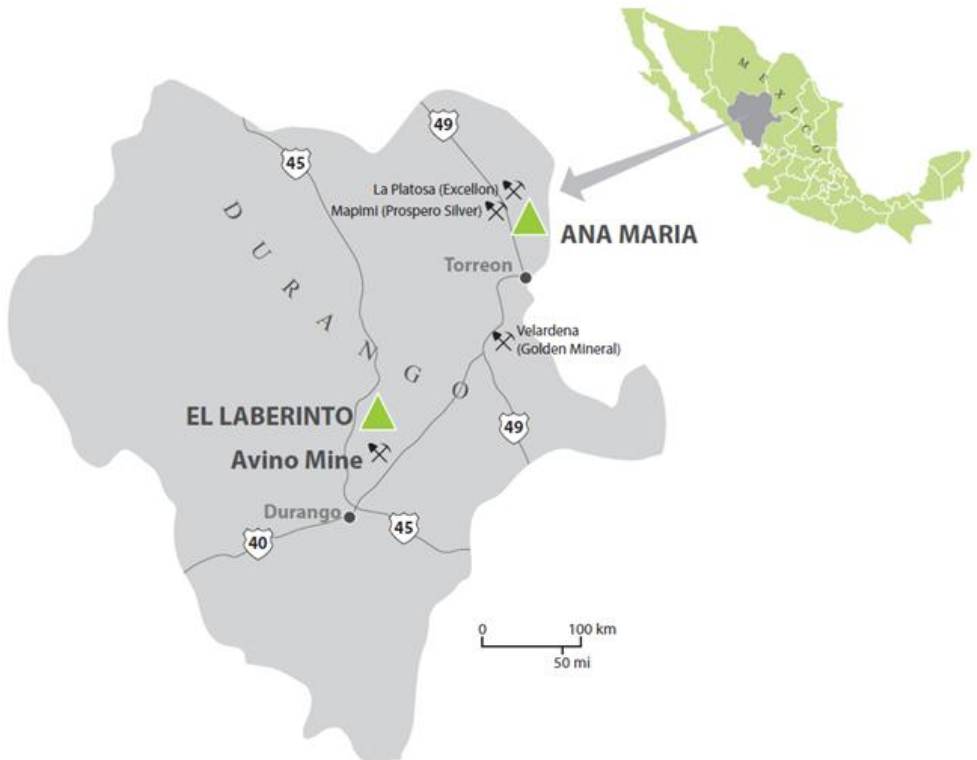 MEXICO
49
45
La Platosa (Excellon)
Mapimi (Prospero Silver)
ANA MARIA
DURANGO
Torreon
Velardena
(Golden Mineral)
EL LABERINTO
49
Avino Mine
Durango
45
40
0 100 km
50 mi